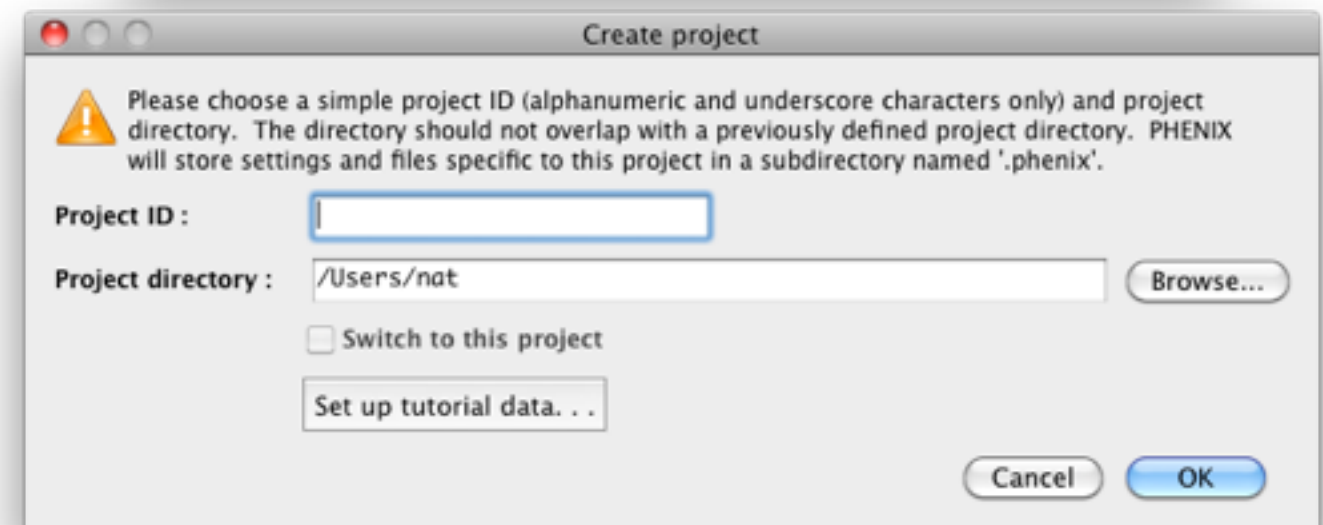 Create project
Please choose a simple project ID (alphanumeric and underscore characters only) and project
directory.  The directory should not overlap with a previously defined project directory.  PHENIX
will store settings and files specific to this project in a subdirectory named '.phenix'.
Project ID :
Project directory : /Users/nat Browse...
Switch to this project
Set up tutorial data. . .
Cancel OK